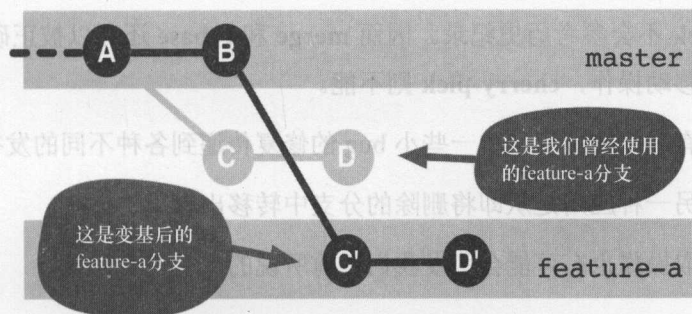 A B
master
C D
这是我们曾经使用
的feature-a分支
这是变基后的
feature-a分支
C' D'
feature-a